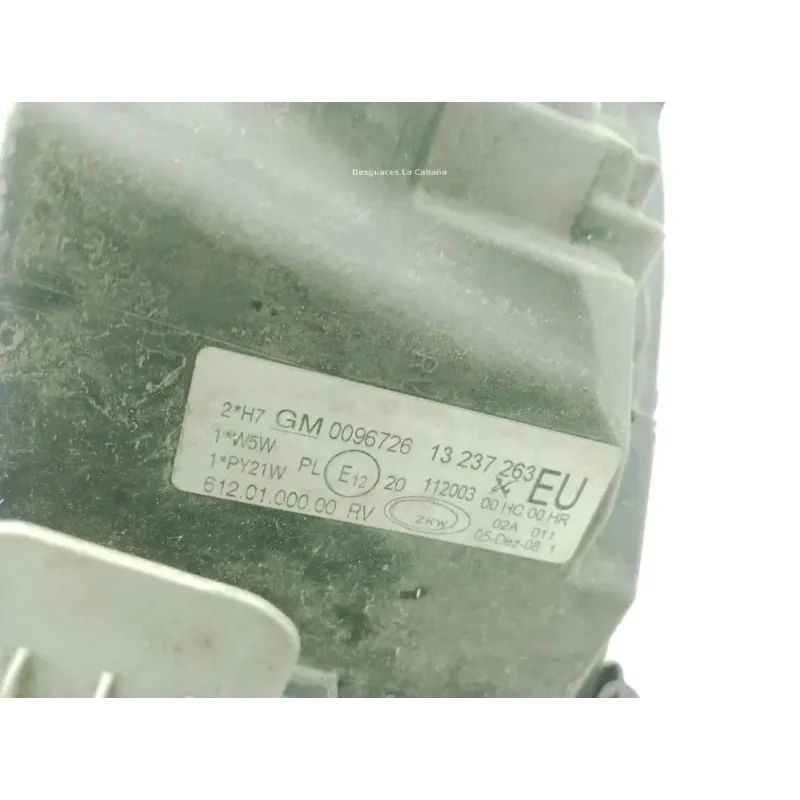 Desguaces La Cabaña
2*H7 GM 0096726 13 237 263 EU
1*W5W
1*PY21W PL E12 20 112003 00 HC 00 HR
612.01.000.00 RV ZKW 02A 011
05-Dez-08 1